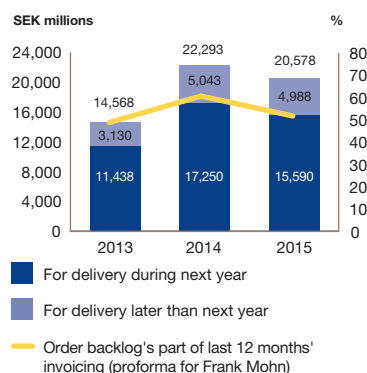 SEK millions %
24,000 22,293 80
20,000 5,043 20,578 70
16,000 14,568 4,988 60
12,000 3,130 50
8,000 11,438 17,250 15,590 40
4,000 30
0 20
10
0
2013 2014 2015
For delivery during next year
For delivery later than next year
Order backlog's part of last 12 months'
invoicing (proforma for Frank Mohn)